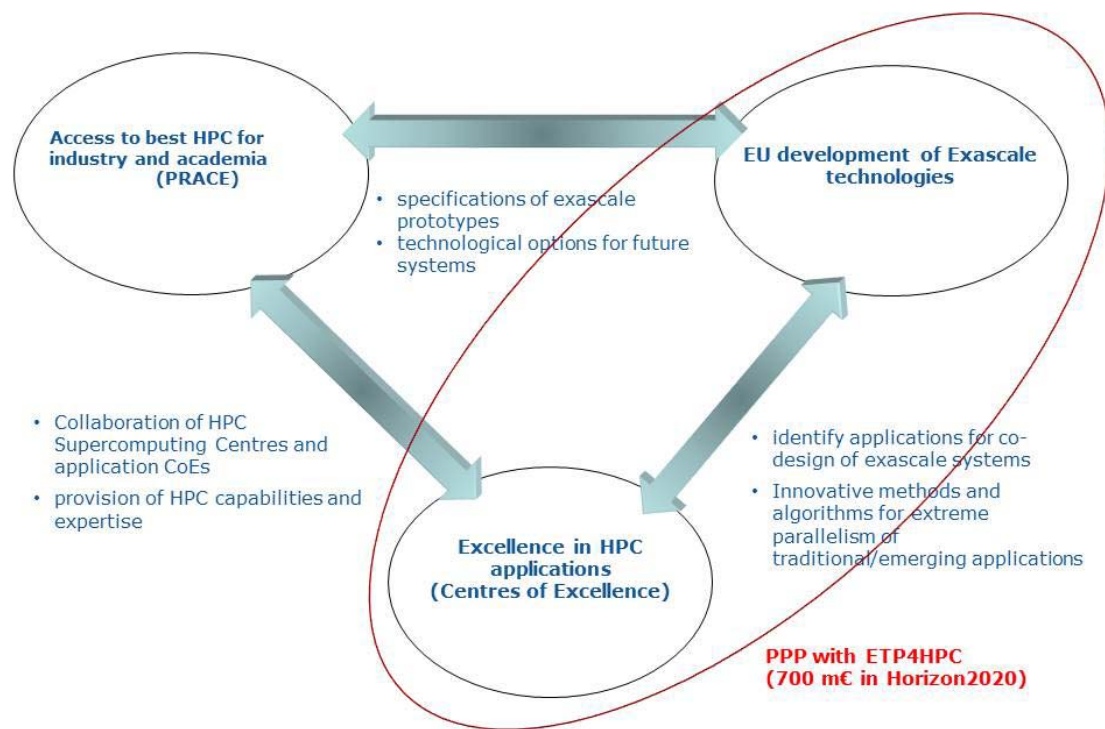 Access to best HPC for
industry and academia
(PRACE)
EU development of Exascale
technologies
• specifications of exascale
prototypes
• technological options for future
systems
• Collaboration of HPC
Supercomputing Centres and
application CoEs
• provision of HPC capabilities and
expertise
• identify applications for co-
design of exascale systems
• Innovative methods and
algorithms for extreme
parallelism of
traditional/emerging applications
Excellence in HPC
applications
(Centres of Excellence)
PPP with ETP4HPC
(700 m€ in Horizon2020)